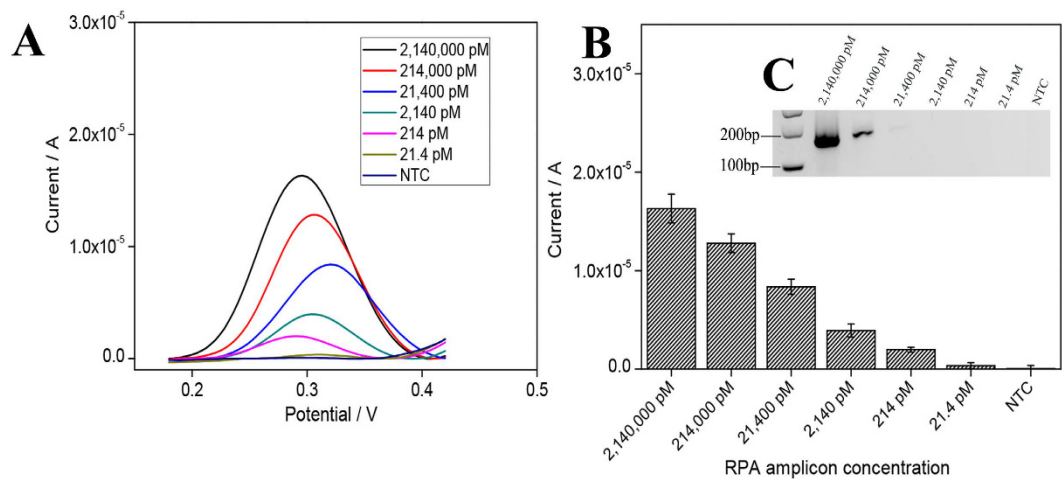 A
3.0x10⁻⁵
2.0x10⁻⁵
1.0x10⁻⁵
0.0
Current / A
0.2
0.3
0.4
0.5
Potential / V
2,140,000 pM
214,000 pM
21,400 pM
2,140 pM
214 pM
21.4 pM
NTC
B
3.0x10⁻⁵
2.0x10⁻⁵
1.0x10⁻⁵
0.0x10⁻⁵
Current / A
C
2,140,000 pM
214,000 pM
21,400 pM
2,140 pM
214 pM
21.4 pM
NTC
200bp
100bp
2,140,000 pM
214,000 pM
21,400 pM
2,140 pM
214 pM
21.4 pM
NTC
RPA amplicon concentration